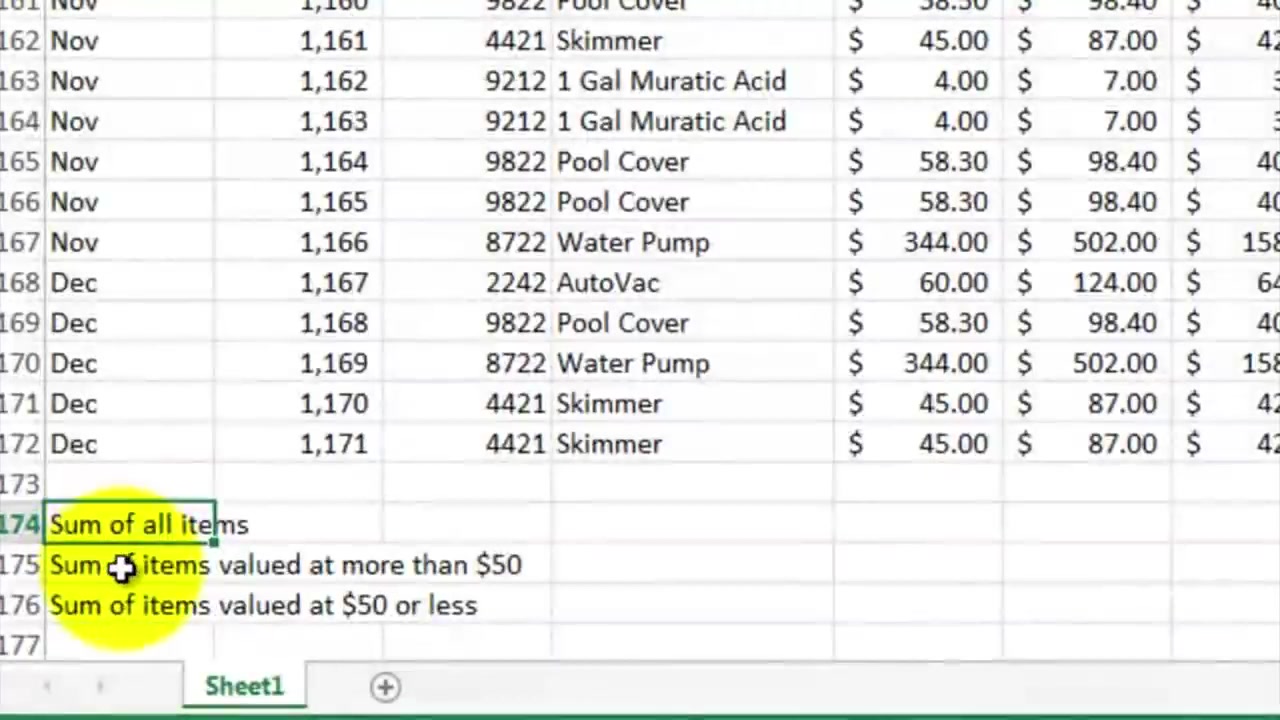 161 Nov 1,160 9822 Pool Cover $ 58.30 $ 98.40 $
162 Nov 1,161 4421 Skimmer $ 45.00 $ 87.00 $ 42
163 Nov 1,162 9212 1 Gal Muratic Acid $ 4.00 $ 7.00 $ 3
164 Nov 1,163 9212 1 Gal Muratic Acid $ 4.00 $ 7.00 $ 3
165 Nov 1,164 9822 Pool Cover $ 58.30 $ 98.40 $ 40
166 Nov 1,165 9822 Pool Cover $ 58.30 $ 98.40 $ 40
167 Nov 1,166 8722 Water Pump $ 344.00 $ 502.00 $ 158
168 Dec 1,167 2242 AutoVac $ 60.00 $ 124.00 $ 64
169 Dec 1,168 9822 Pool Cover $ 58.30 $ 98.40 $ 40
170 Dec 1,169 8722 Water Pump $ 344.00 $ 502.00 $ 158
171 Dec 1,170 4421 Skimmer $ 45.00 $ 87.00 $ 42
172 Dec 1,171 4421 Skimmer $ 45.00 $ 87.00 $ 42
173
174 Sum of all items
175 Sum of items valued at more than $50
176 Sum of items valued at $50 or less
177
Sheet1